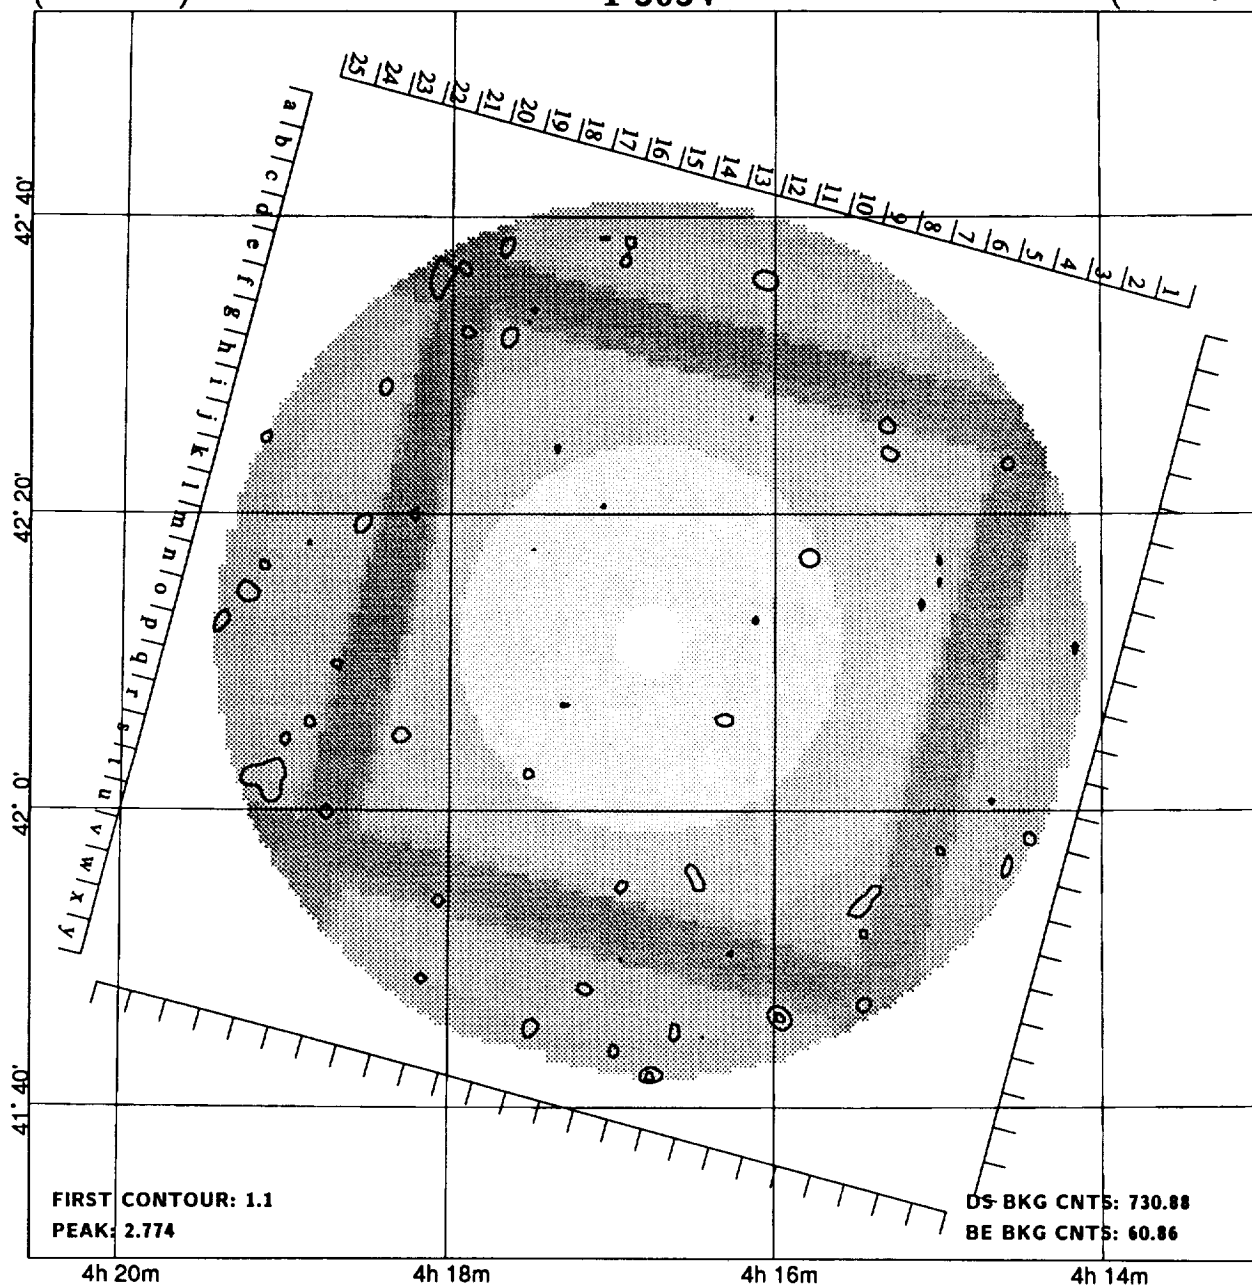 25 24 23 22 21 20 19 18 17 16 15 14 13 12 11 10 9 8 7 6 5 4 3 2 1
a b c d e f g h i j k l m n o p q r s t u v w x y
42° 40'
42° 20'
42° 0'
41° 40'
FIRST CONTOUR: 1.1
PEAK: 2.774
DS BKG CNTS: 730.88
BE BKG CNTS: 60.86
4h 20m 4h 18m 4h 16m 4h 14m